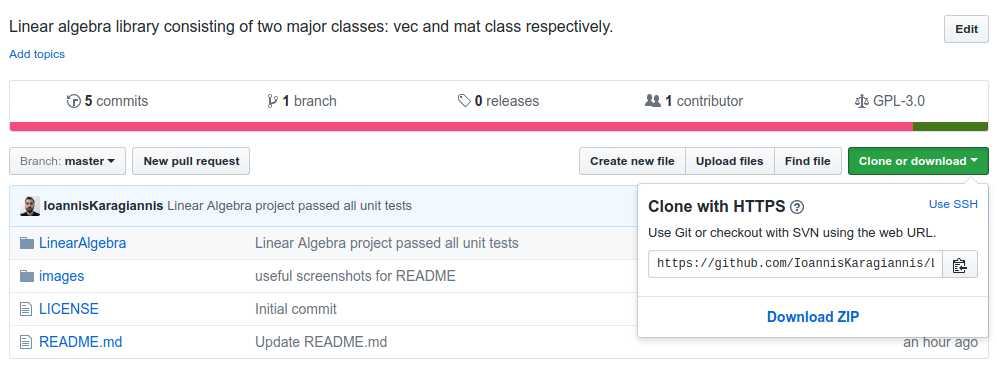 Linear algebra library consisting of two major classes: vec and mat class respectively.
Edit
Add topics
5 commits
1 branch
0 releases
1 contributor
GPL-3.0
Branch: master
New pull request
Create new file
Upload files
Find file
Clone or download
IoannisKaragiannis Linear Algebra project passed all unit tests
Clone with HTTPS ?
Use SSH
Use Git or checkout with SVN using the web URL.
https://github.com/IoannisKaragiannis/L
Download ZIP
LinearAlgebra Linear Algebra project passed all unit tests
images useful screenshots for README
LICENSE Initial commit
README.md Update README.md an hour ago